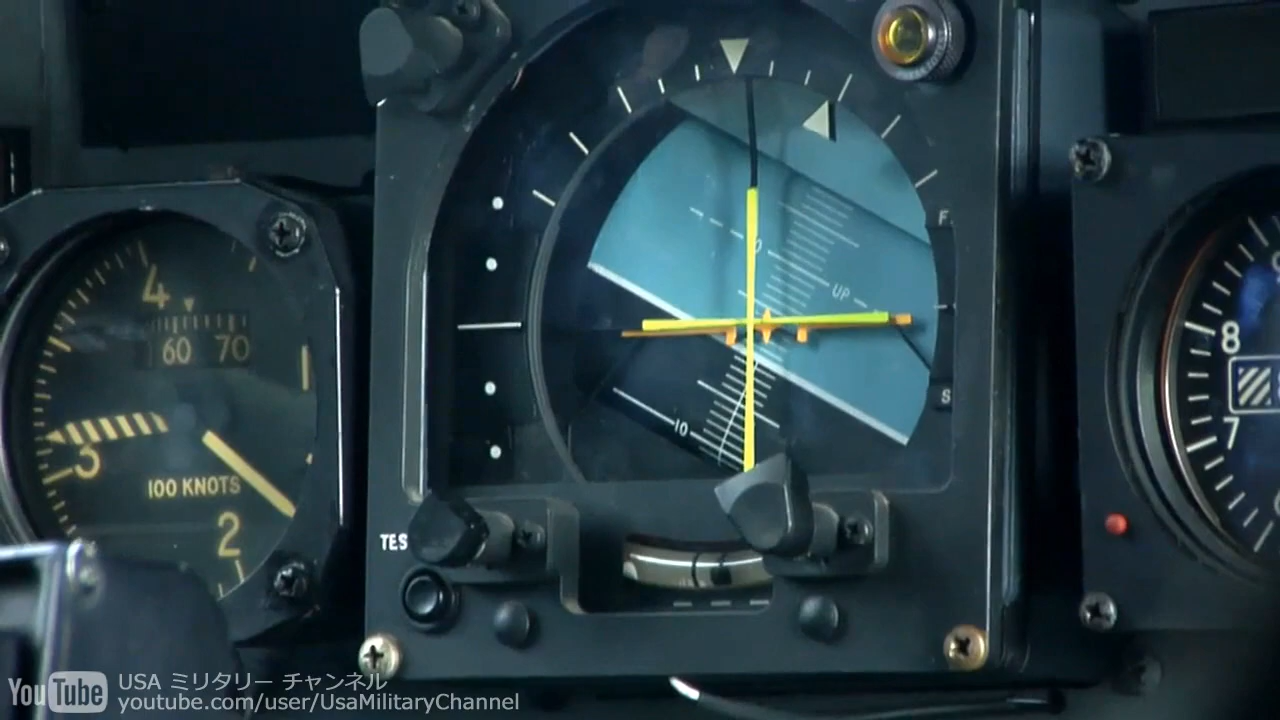 F
UP
10
S
4
60 70
3
100 KNOTS
2
8
7
TES
YouTube
USA ミリタリー チャンネル
youtube.com/user/UsaMilitaryChannel